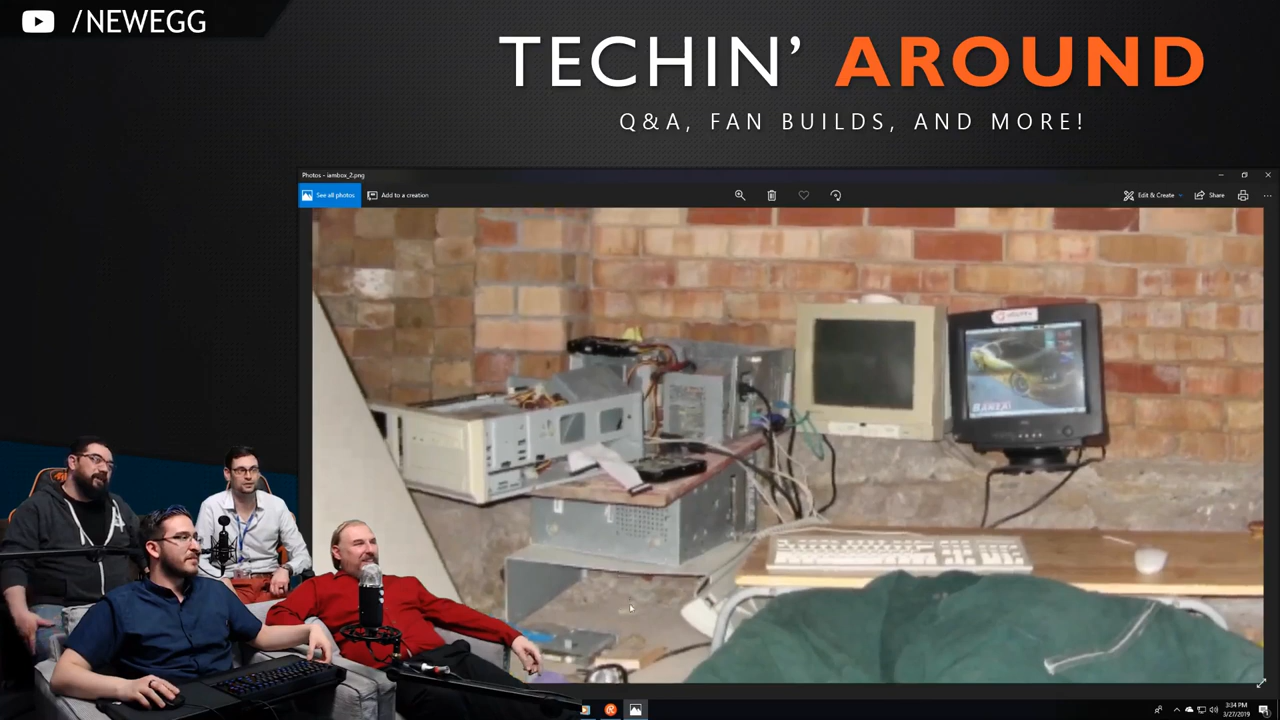 /NEWEGG
TECHIN' AROUND
Q&A, FAN BUILDS, AND MORE!
Photos - iambox_2.png
See all photos
Add to a creation
Edit & Create
Share
3:34 PM
3/27/2019